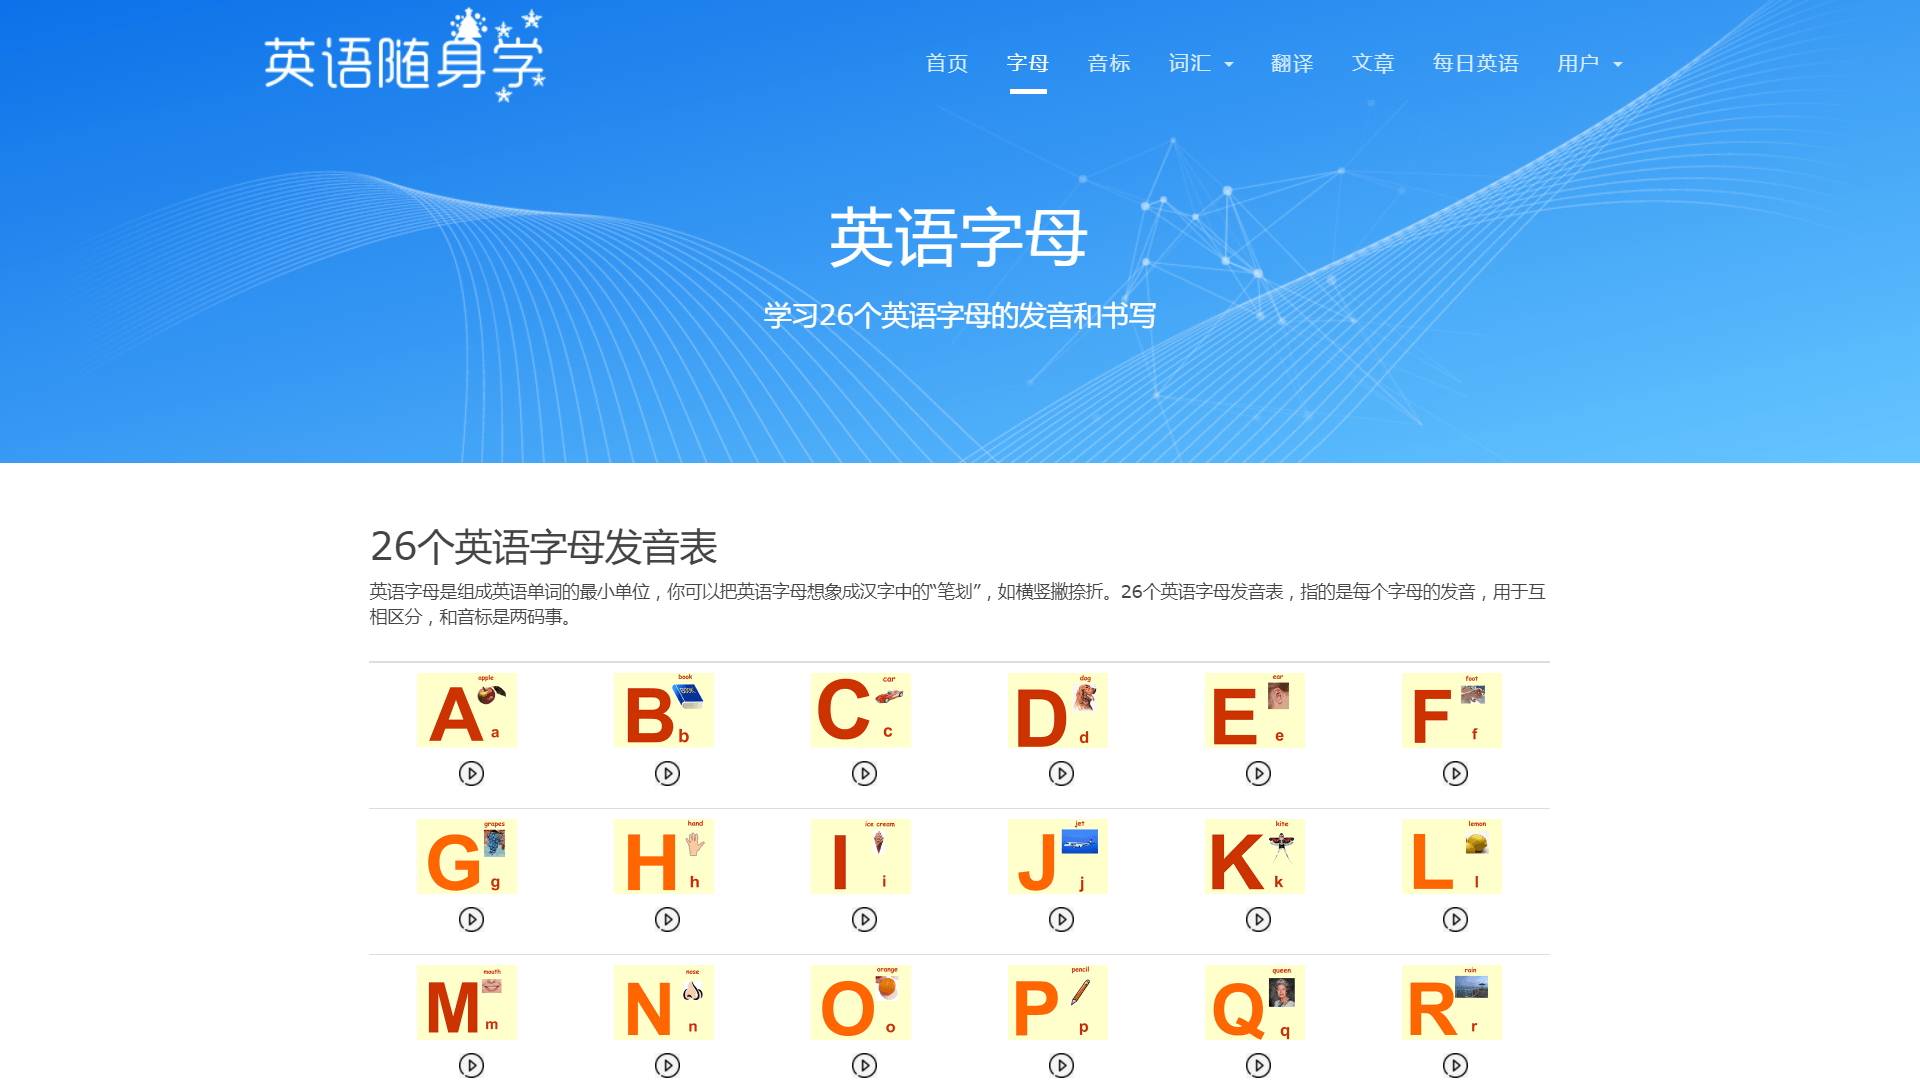 英语随身学
首页 字母 音标 词汇 翻译 文章 每日英语 用户
英语字母
学习26个英语字母的发音和书写
26个英语字母发音表
英语字母是组成英语单词的最小单位，你可以把英语字母想象成汉字中的“笔划”，如横竖撇捺折。26个英语字母发音表，指的是每个字母的发音，用于互
相区分，和音标是两码事。
apple book car dog ear foot
BOOK
A a B b C c D d E e F f
grapes hand ice cream jet kite lemon
G g H h I i J j K k L l
mouth nose orange pencil queen rain
M m N n O o P p Q q R r